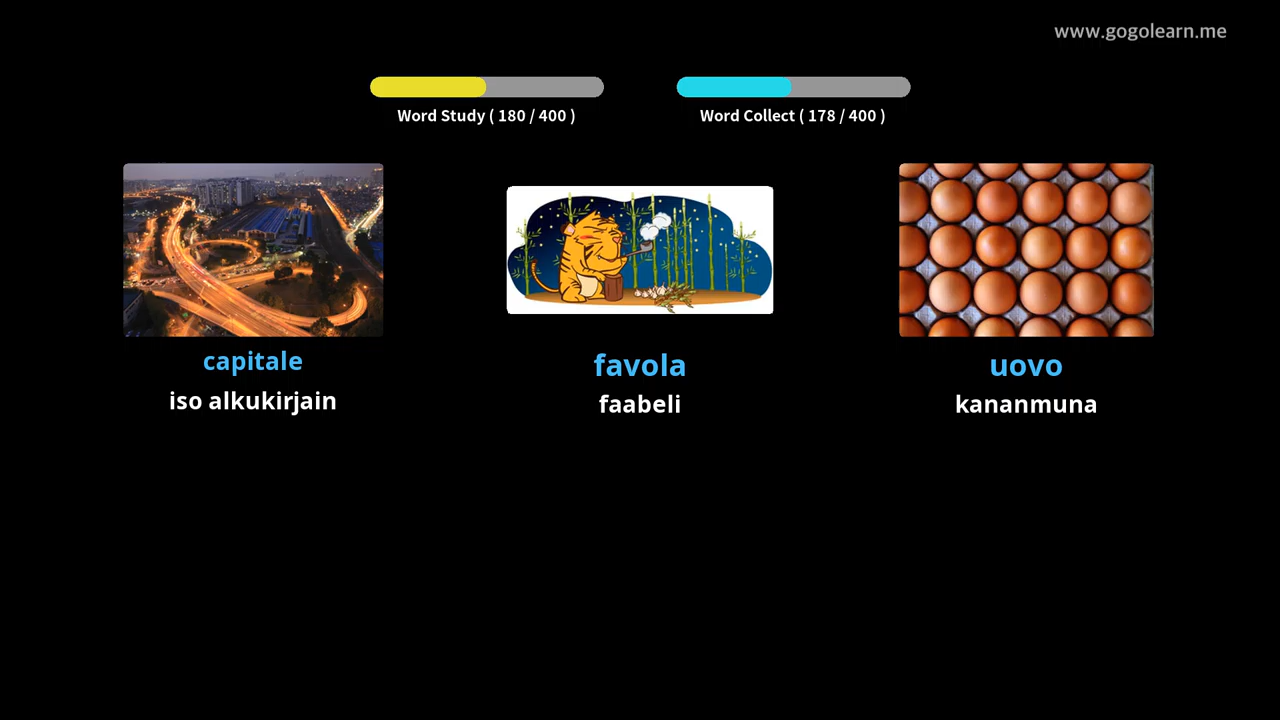 www.gogolearn.me
Word Study ( 180 / 400 )
Word Collect ( 178 / 400 )
capitale
iso alkukirjain
favola
faabeli
uovo
kananmuna